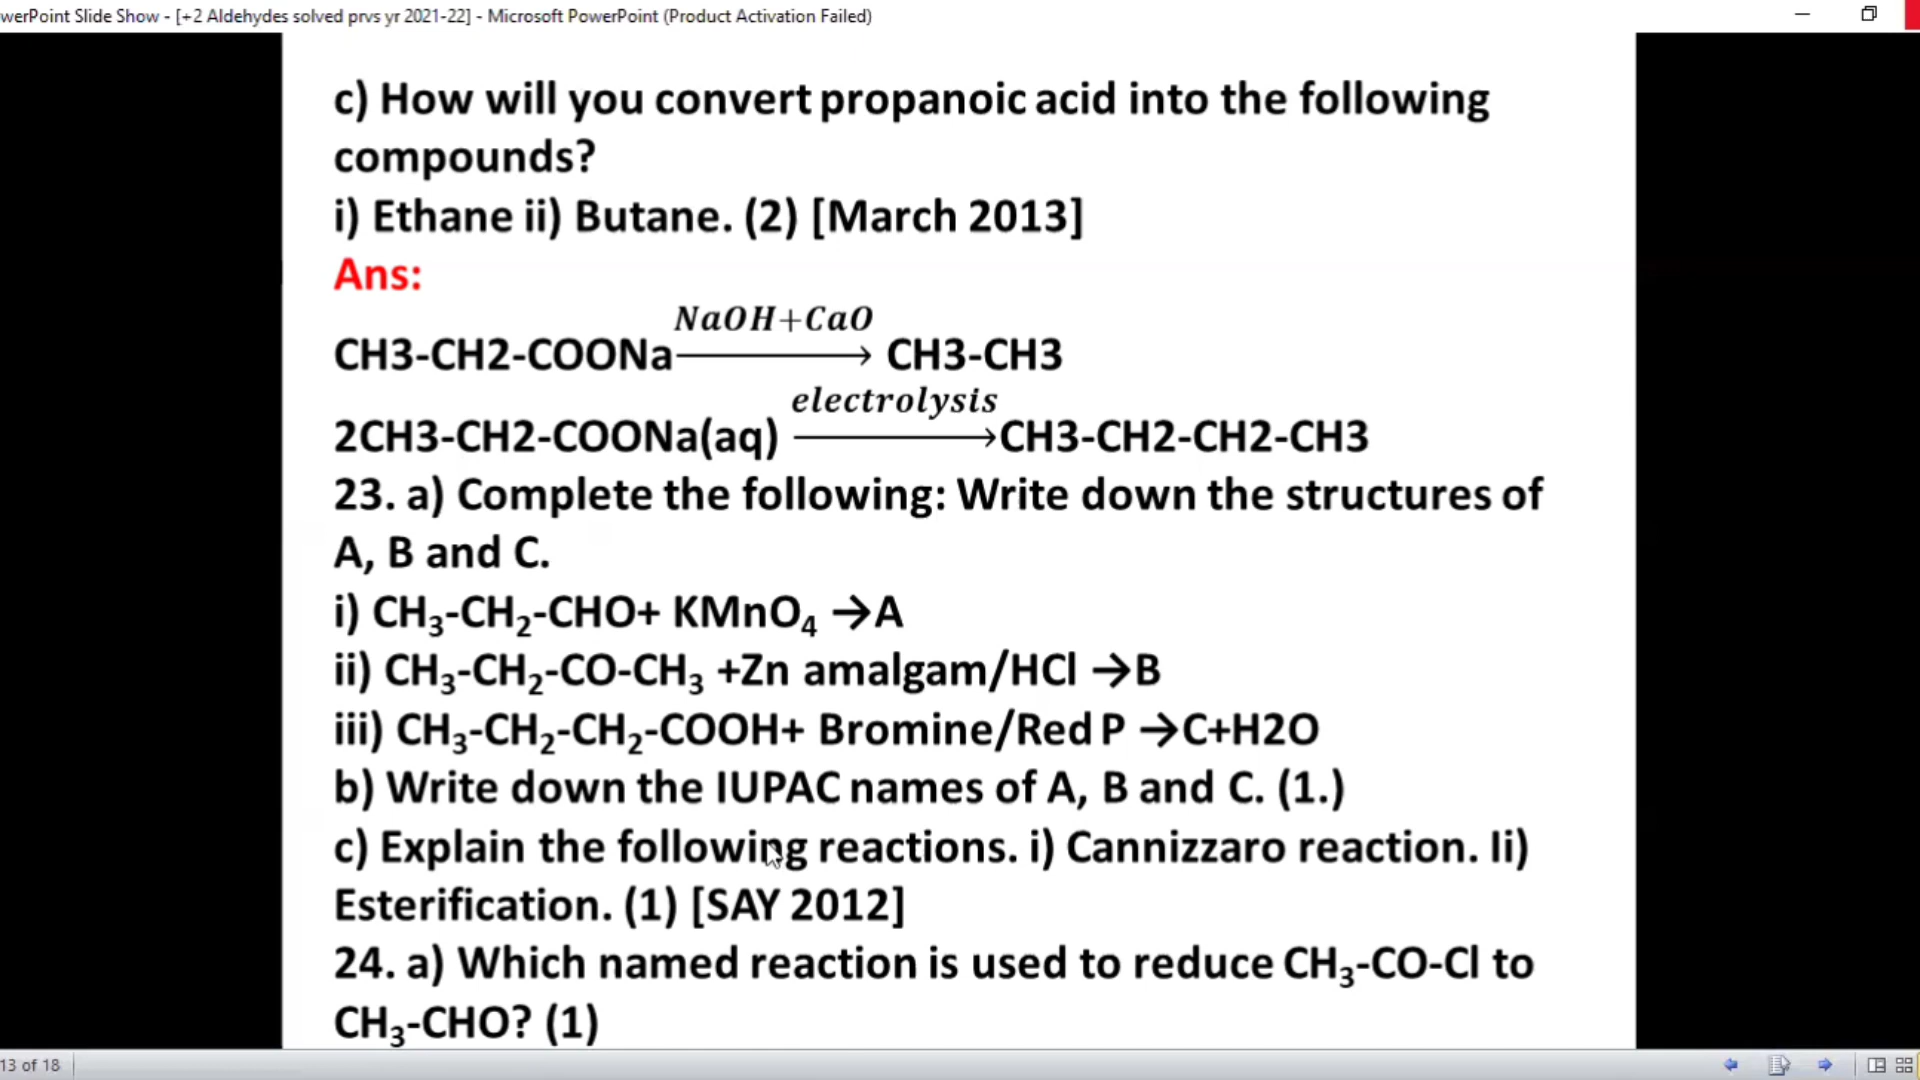 werPoint Slide Show - [+2 Aldehydes solved prvs yr 2021-22] - Microsoft PowerPoint (Product Activation Failed)
c) How will you convert propanoic acid into the following
compounds?
i) Ethane ii) Butane. (2) [March 2013]
Ans:
NaOH+CaO
CH3-CH2-COONa⟶ CH3-CH3
electrolysis
2CH3-CH2-COONa(aq) ⟶CH3-CH2-CH2-CH3
23. a) Complete the following: Write down the structures of
A, B and C.
i) CH₃-CH₂-CHO+ KMnO₄ →A
ii) CH₃-CH₂-CO-CH₃ +Zn amalgam/HCl →B
iii) CH₃-CH₂-CH₂-COOH+ Bromine/Red P →C+H2O
b) Write down the IUPAC names of A, B and C. (1.)
c) Explain the following reactions. i) Cannizzaro reaction. Ii)
Esterification. (1) [SAY 2012]
24. a) Which named reaction is used to reduce CH₃-CO-Cl to
CH₃-CHO? (1)
13 of 18